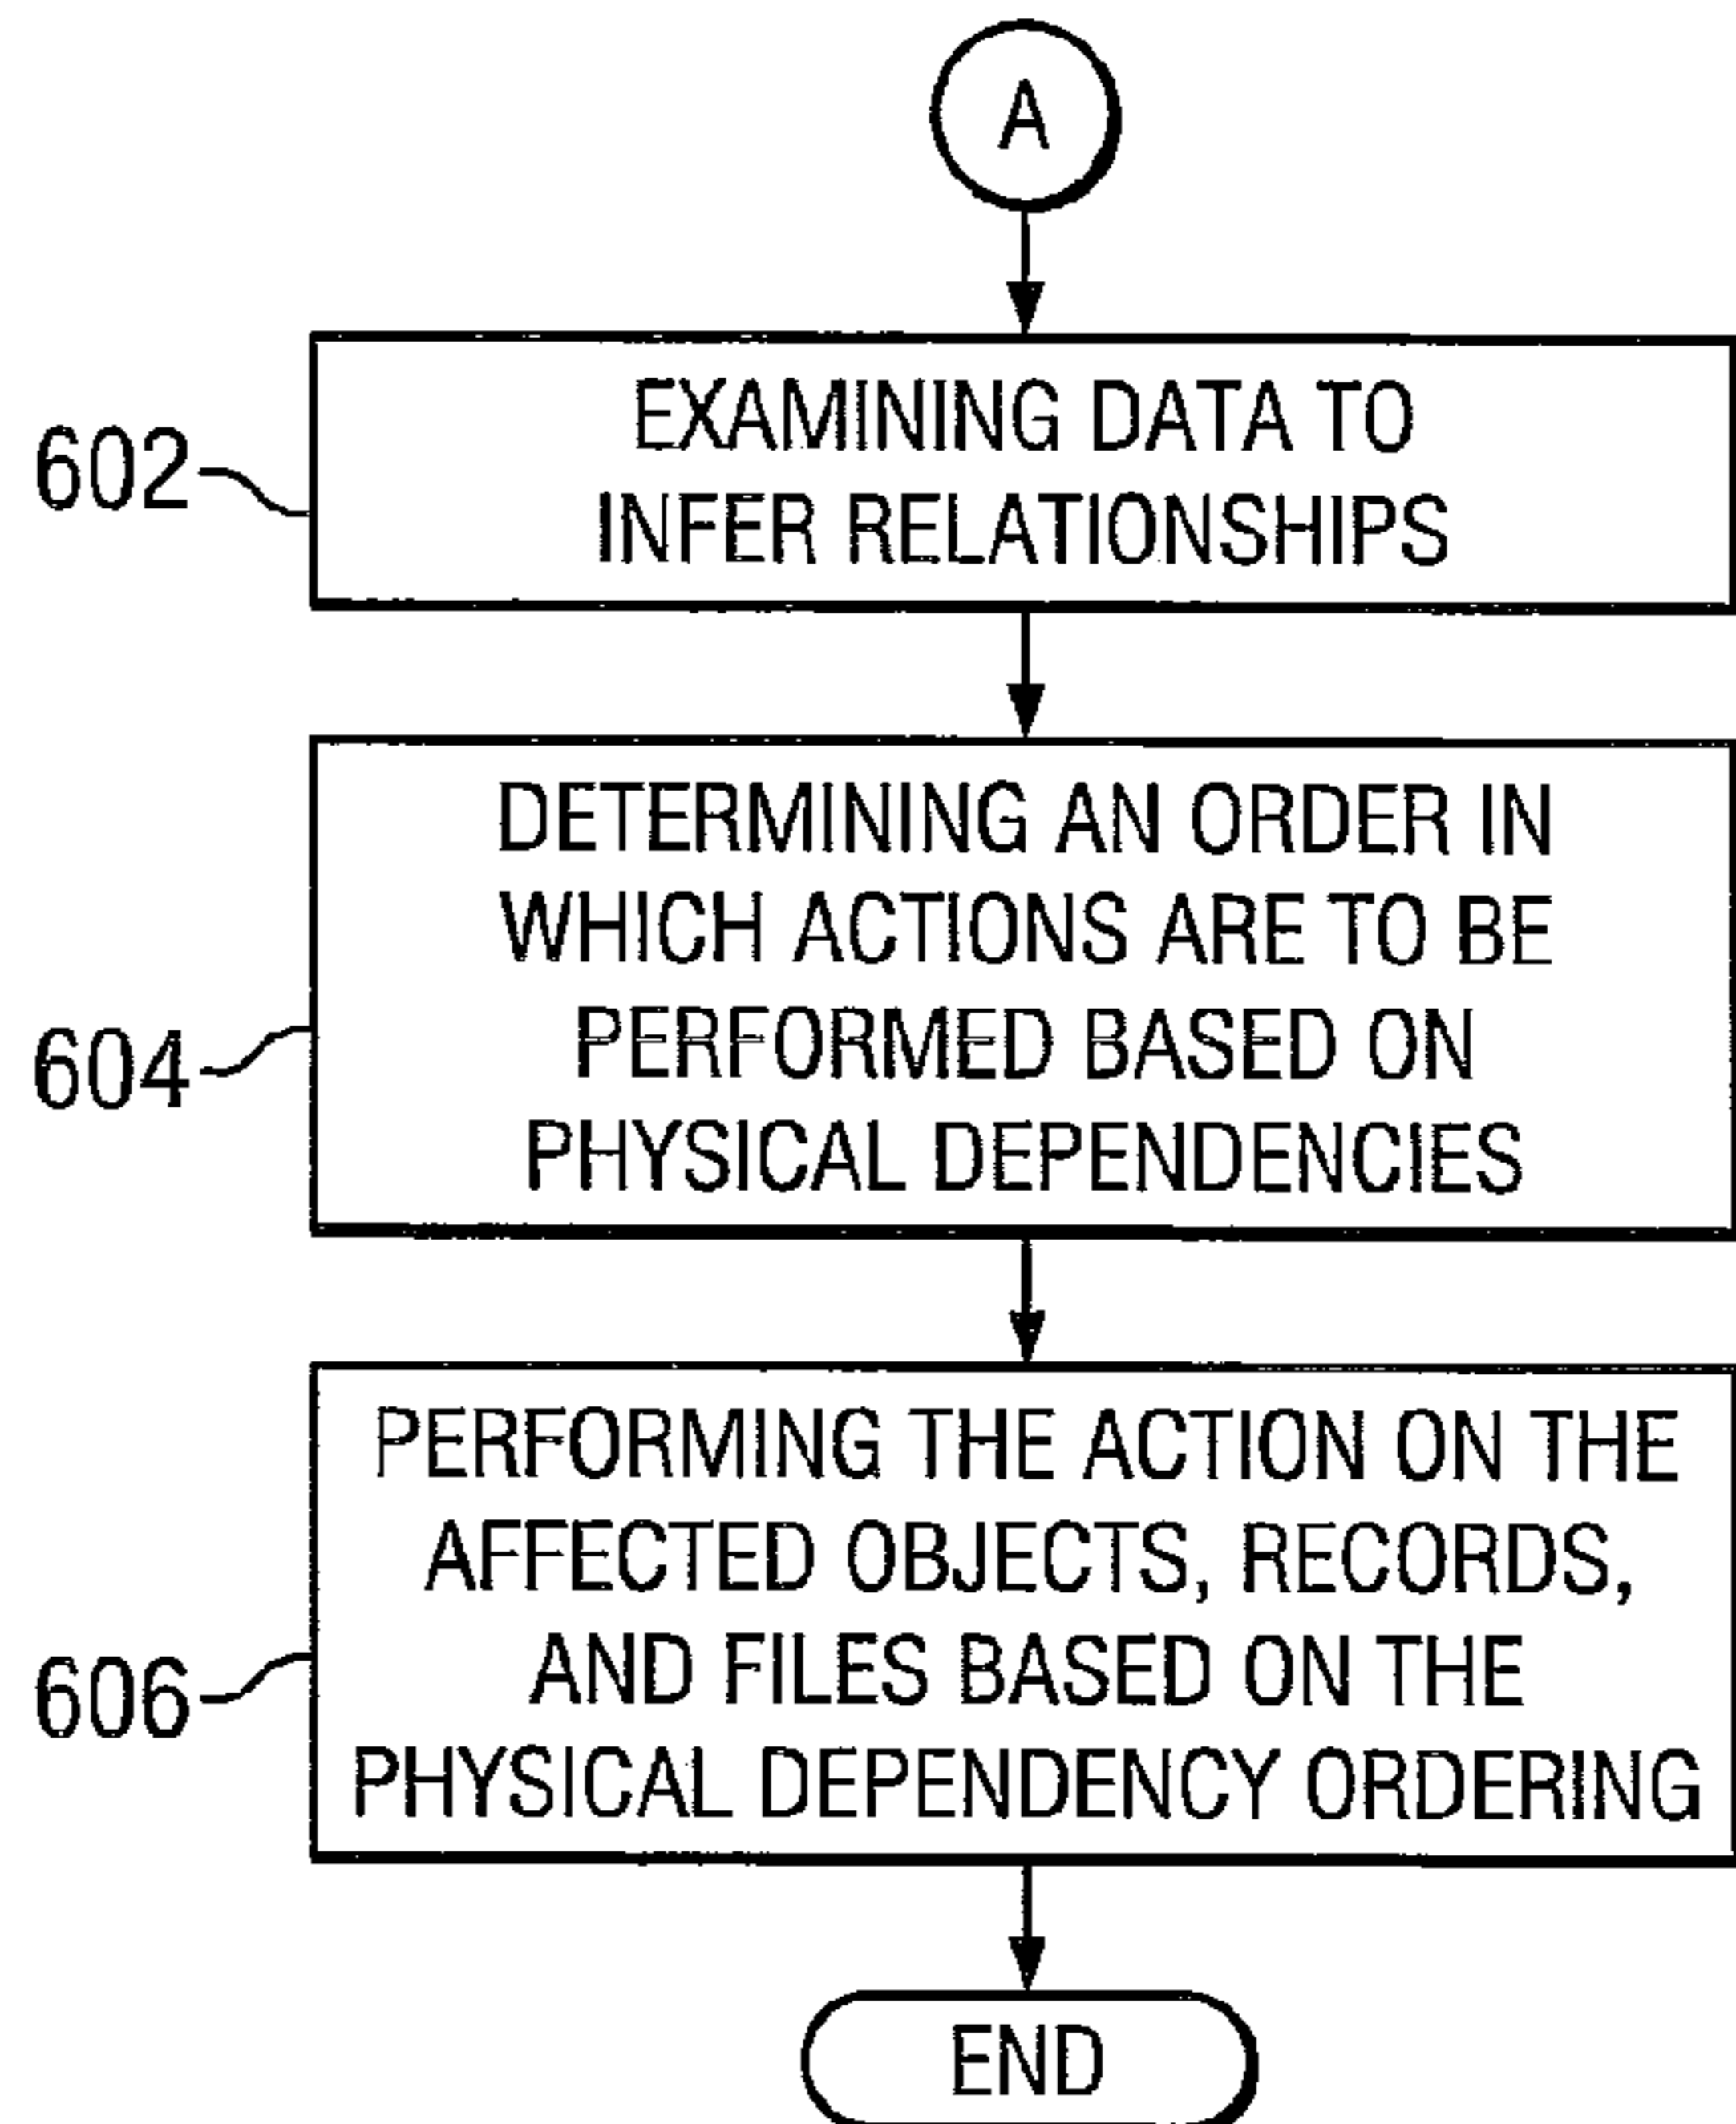 A
EXAMINING DATA TO
INFER RELATIONSHIPS
602
DETERMINING AN ORDER IN
WHICH ACTIONS ARE TO BE
PERFORMED BASED ON
PHYSICAL DEPENDENCIES
604
PERFORMING THE ACTION ON THE
AFFECTED OBJECTS, RECORDS,
AND FILES BASED ON THE
PHYSICAL DEPENDENCY ORDERING
606
END